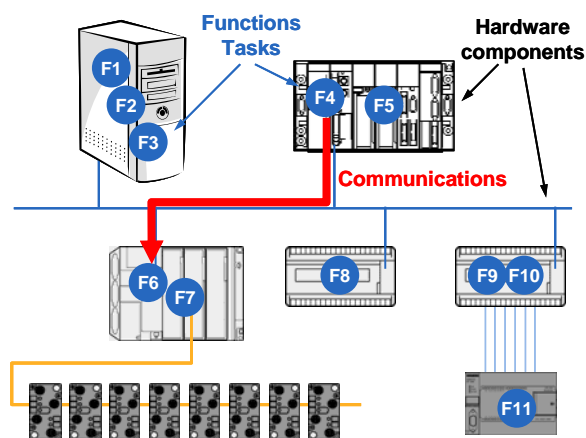 Functions
Tasks
Hardware
components
F1
F2
F3
F4
F5
Communications
F6
F7
F8
F9
F10
F11